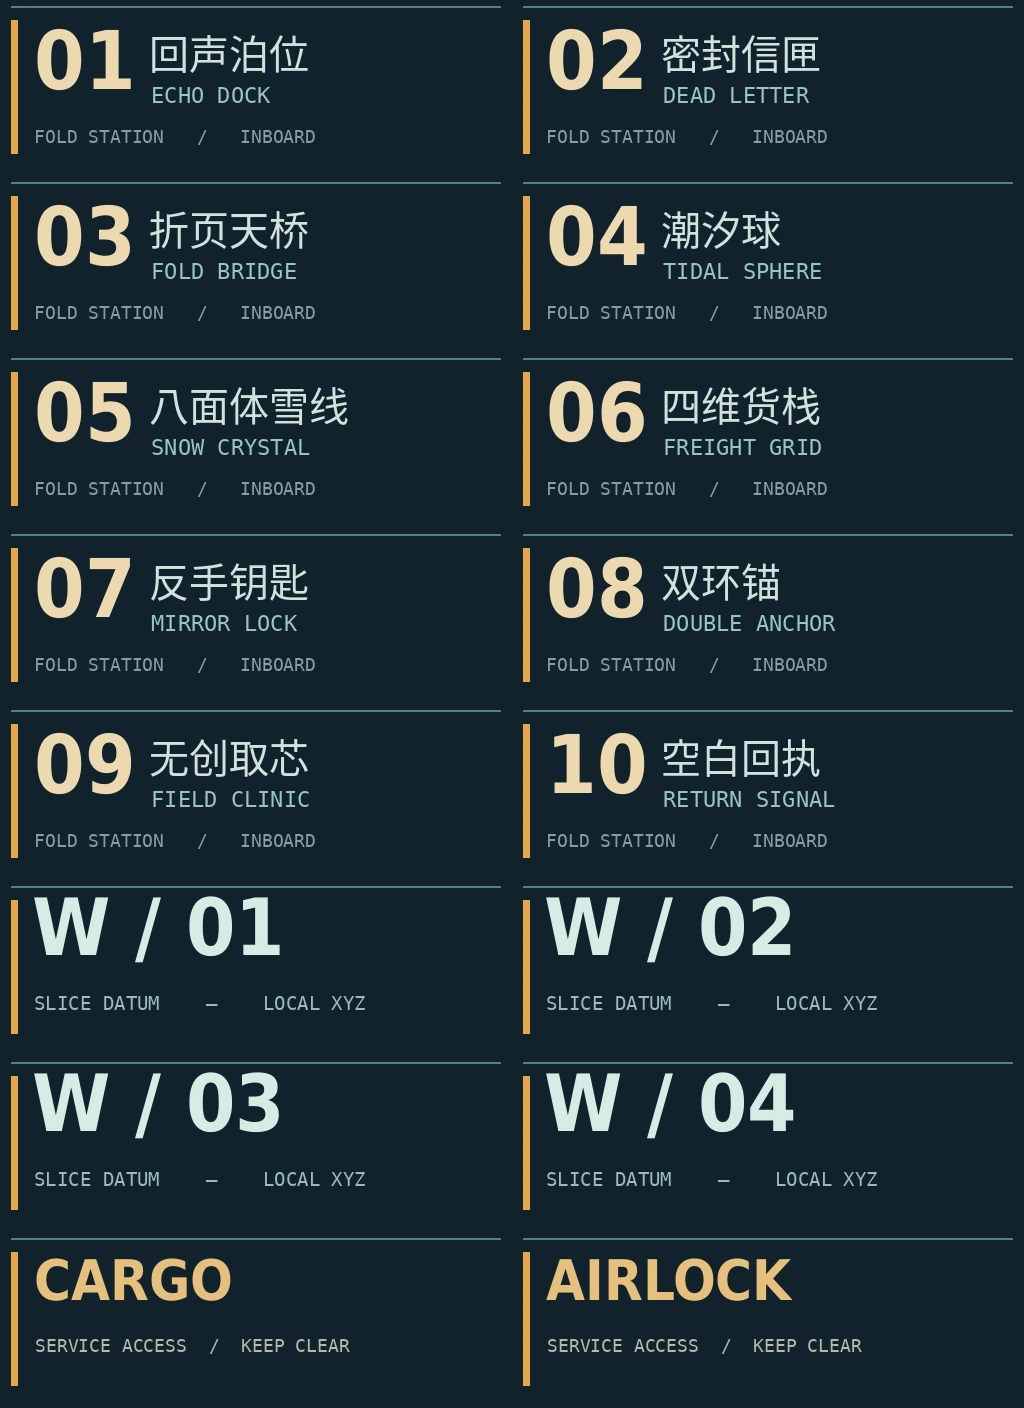 01 回声泊位
ECHO DOCK
FOLD STATION / INBOARD
02 密封信匣
DEAD LETTER
FOLD STATION / INBOARD
03 折页天桥
FOLD BRIDGE
FOLD STATION / INBOARD
04 潮汐球
TIDAL SPHERE
FOLD STATION / INBOARD
05 八面体雪线
SNOW CRYSTAL
FOLD STATION / INBOARD
06 四维货栈
FREIGHT GRID
FOLD STATION / INBOARD
07 反手钥匙
MIRROR LOCK
FOLD STATION / INBOARD
08 双环锚
DOUBLE ANCHOR
FOLD STATION / INBOARD
09 无创取芯
FIELD CLINIC
FOLD STATION / INBOARD
10 空白回执
RETURN SIGNAL
FOLD STATION / INBOARD
W / 01
SLICE DATUM — LOCAL XYZ
W / 02
SLICE DATUM — LOCAL XYZ
W / 03
SLICE DATUM — LOCAL XYZ
W / 04
SLICE DATUM — LOCAL XYZ
CARGO
SERVICE ACCESS / KEEP CLEAR
AIRLOCK
SERVICE ACCESS / KEEP CLEAR